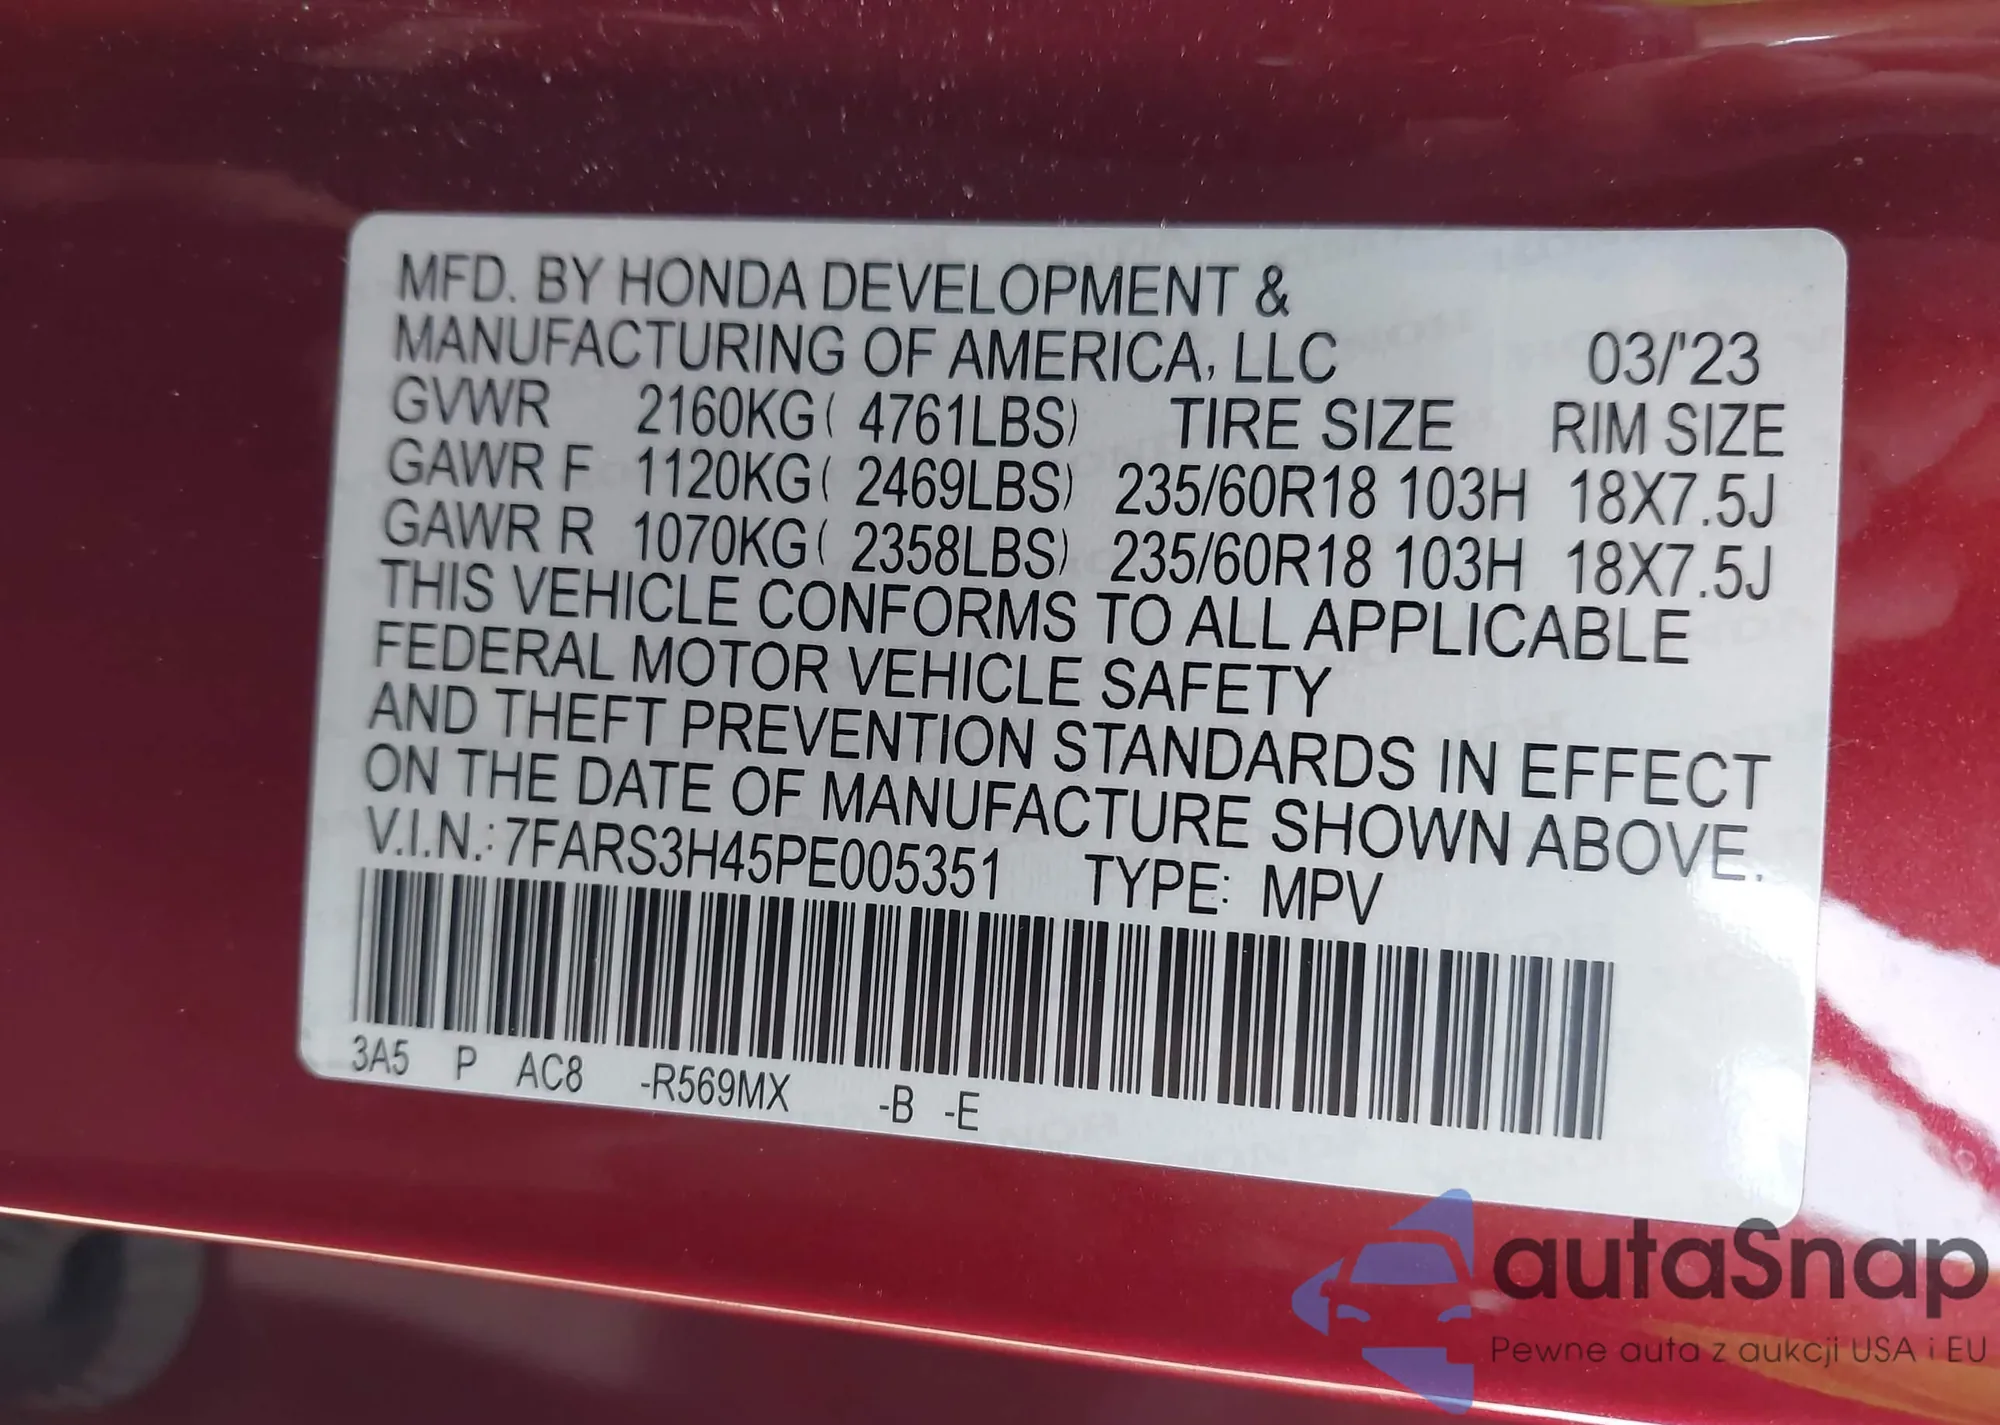 MFD. BY HONDA DEVELOPMENT &
MANUFACTURING OF AMERICA, LLC 03/'23
GVWR 2160KG( 4761LBS) TIRE SIZE RIM SIZE
GAWR F 1120KG( 2469LBS) 235/60R18 103H 18X7.5J
GAWR R 1070KG( 2358LBS) 235/60R18 103H 18X7.5J
THIS VEHICLE CONFORMS TO ALL APPLICABLE
FEDERAL MOTOR VEHICLE SAFETY
AND THEFT PREVENTION STANDARDS IN EFFECT
ON THE DATE OF MANUFACTURE SHOWN ABOVE.
V.I.N.: 7FARS3H45PE005351 TYPE: MPV
3A5 P AC8 -R569MX -B -E
autaSnap
Pewne auta z aukcji USA i EU